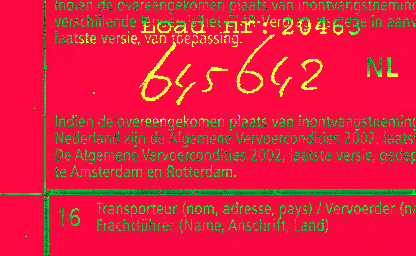 Indien de overeengekomen plaats van inontvangstneming
verschillende
Load nr: 20463
laatste versie, van toepassing.
645642
NL
Indien de overeengekomen plaats van inontvangstneming
Nederland zijn de Algemene Vervoercondities 2002, laatste
De Algemene Vervoercondities 2002, laatste versie, gedep
te Amsterdam en Rotterdam.
16 Transporteur (nom, adresse, pays) / Vervoerder (na
Frachtführer (Name, Anschrift, Land)